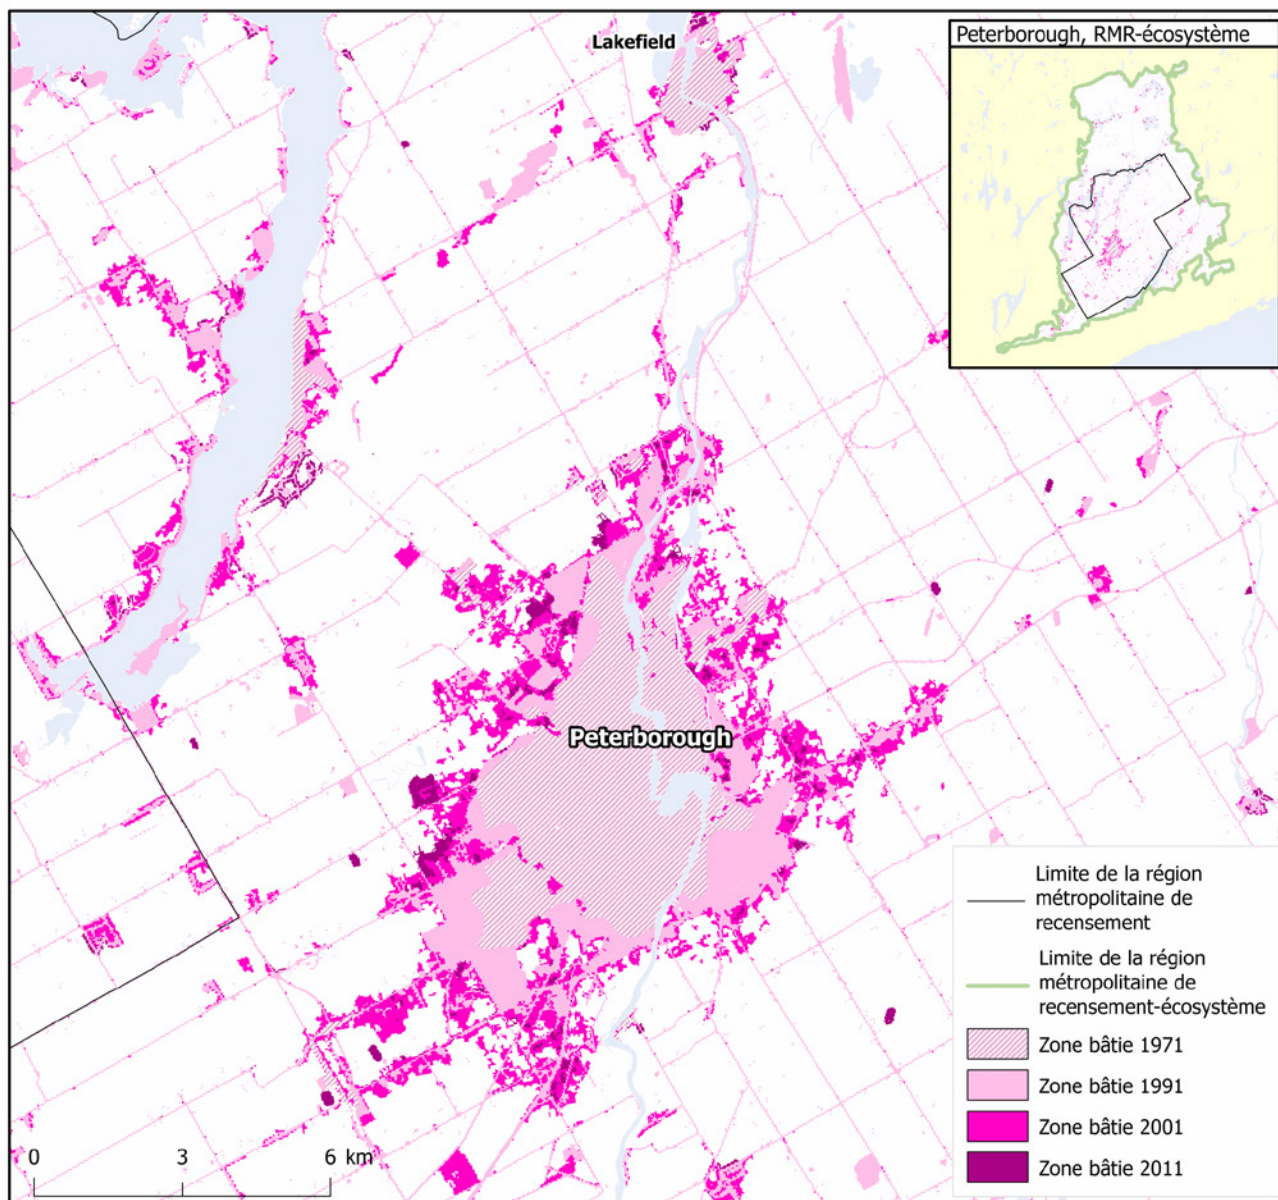 Lakefield
Peterborough, RMR-écosystème
Peterborough
Limite de la région
métropolitaine de
recensement
Limite de la région
métropolitaine de
recensement-écosystème
Zone bâtie 1971
Zone bâtie 1991
Zone bâtie 2001
Zone bâtie 2011
0 3 6 km